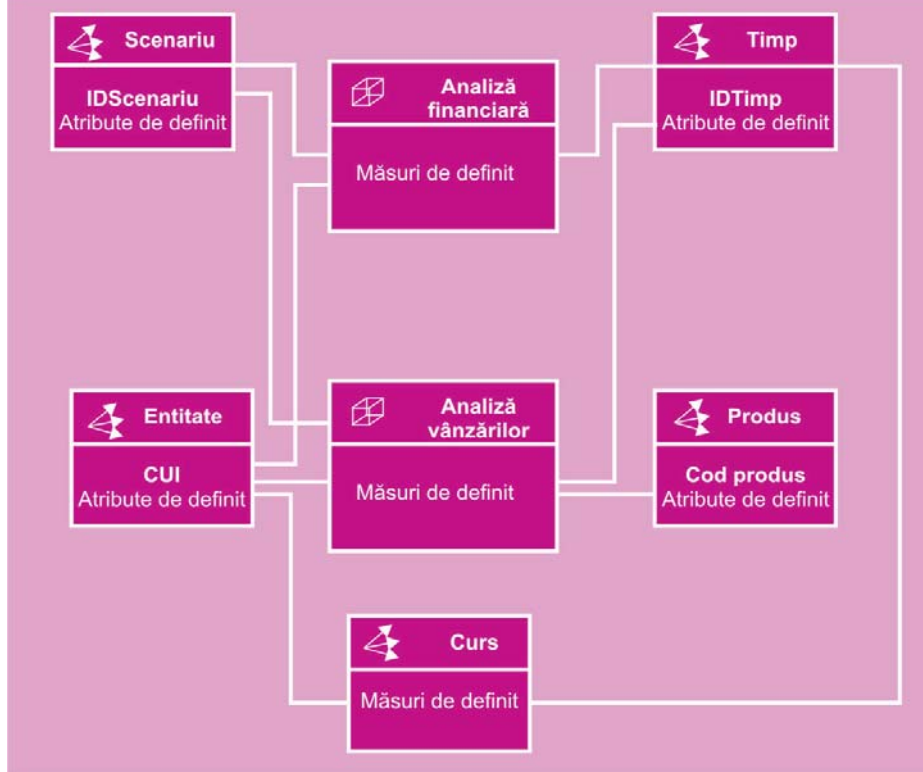 Scenariu
IDScenariu
Atribute de definit
Analiză
financiară
Măsuri de definit
Timp
IDTimp
Atribute de definit
Entitate
CUI
Atribute de definit
Analiză
vânzărilor
Măsuri de definit
Produs
Cod produs
Atribute de definit
Curs
Măsuri de definit